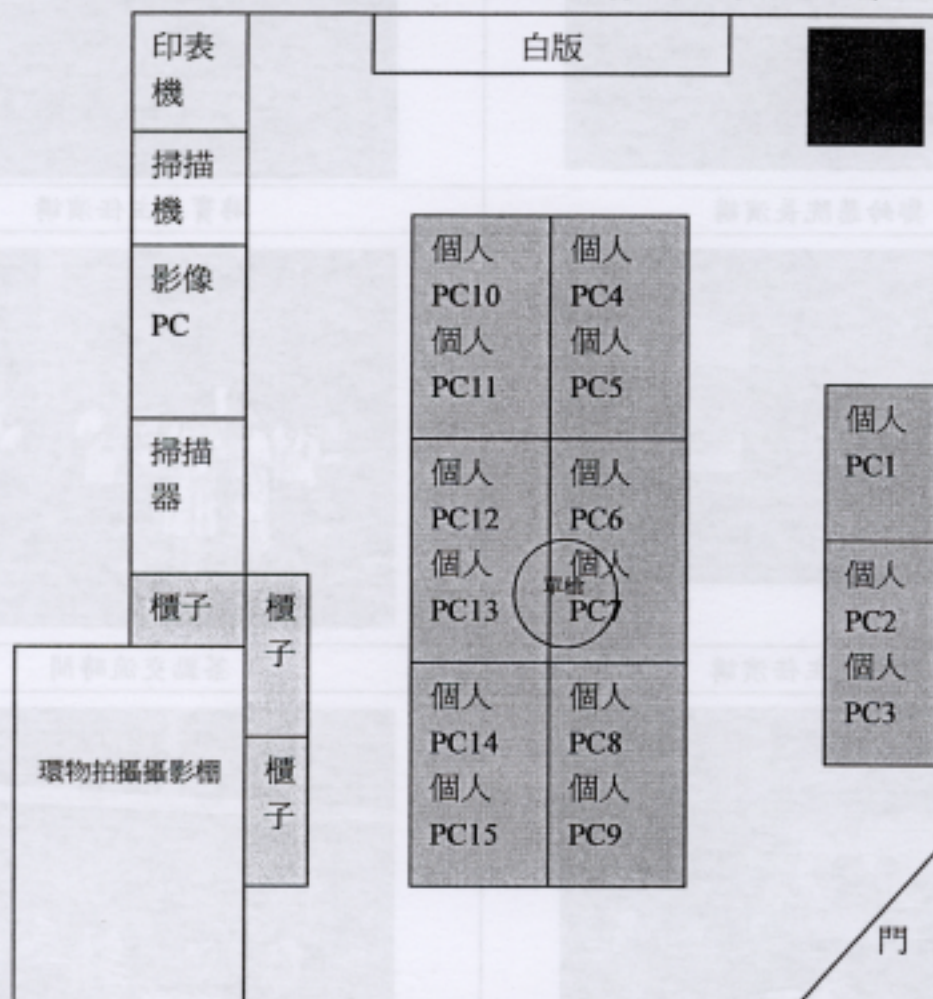 印表
機
掃描
機
影像
PC
掃描
器
櫃子
櫃
子
櫃
子
環物拍攝攝影棚
白版
個人
PC10
個人
PC11
個人
PC12
個人
PC13
個人
PC14
個人
PC15
個人
PC4
個人
PC5
個人
PC6
個人
PC7
單槍
個人
PC8
個人
PC9
個人
PC1
個人
PC2
個人
PC3
門